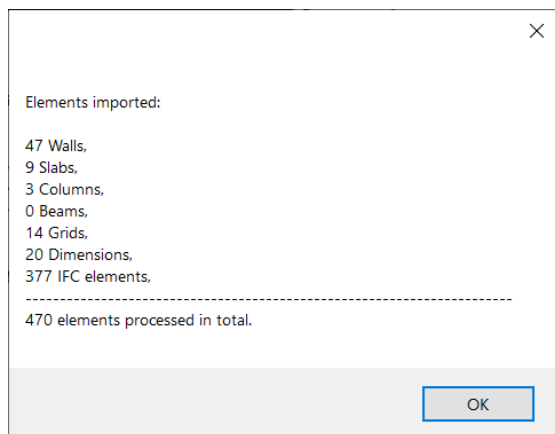 Elements imported:
47 Walls,
9 Slabs,
3 Columns,
0 Beams,
14 Grids,
20 Dimensions,
377 IFC elements,
-----------------------------------------------------------------------
470 elements processed in total.
OK